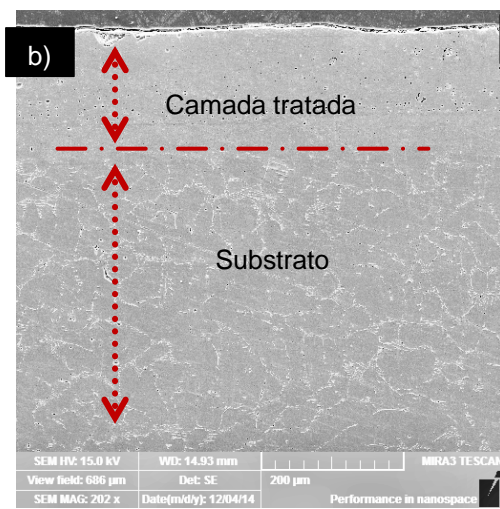 b)
Camada tratada
Substrato
SEM HV: 15.0 kV WD: 14.93 mm MIRA3 TESCAN
View field: 686 µm Det: SE 200 µm
SEM MAG: 202 x Date(m/d/y): 12/04/14 Performance in nanospace